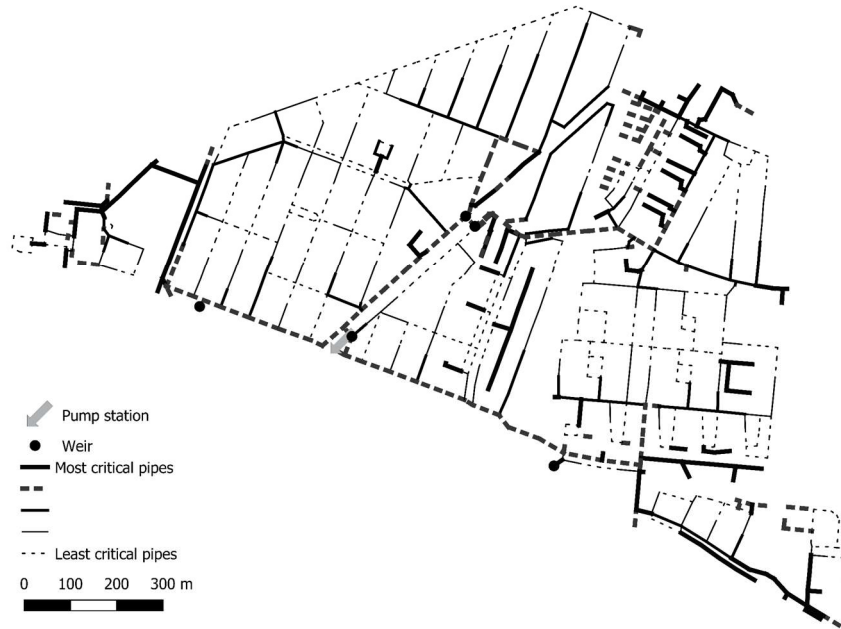 Pump station
Weir
Most critical pipes
Least critical pipes
0 100 200 300 m